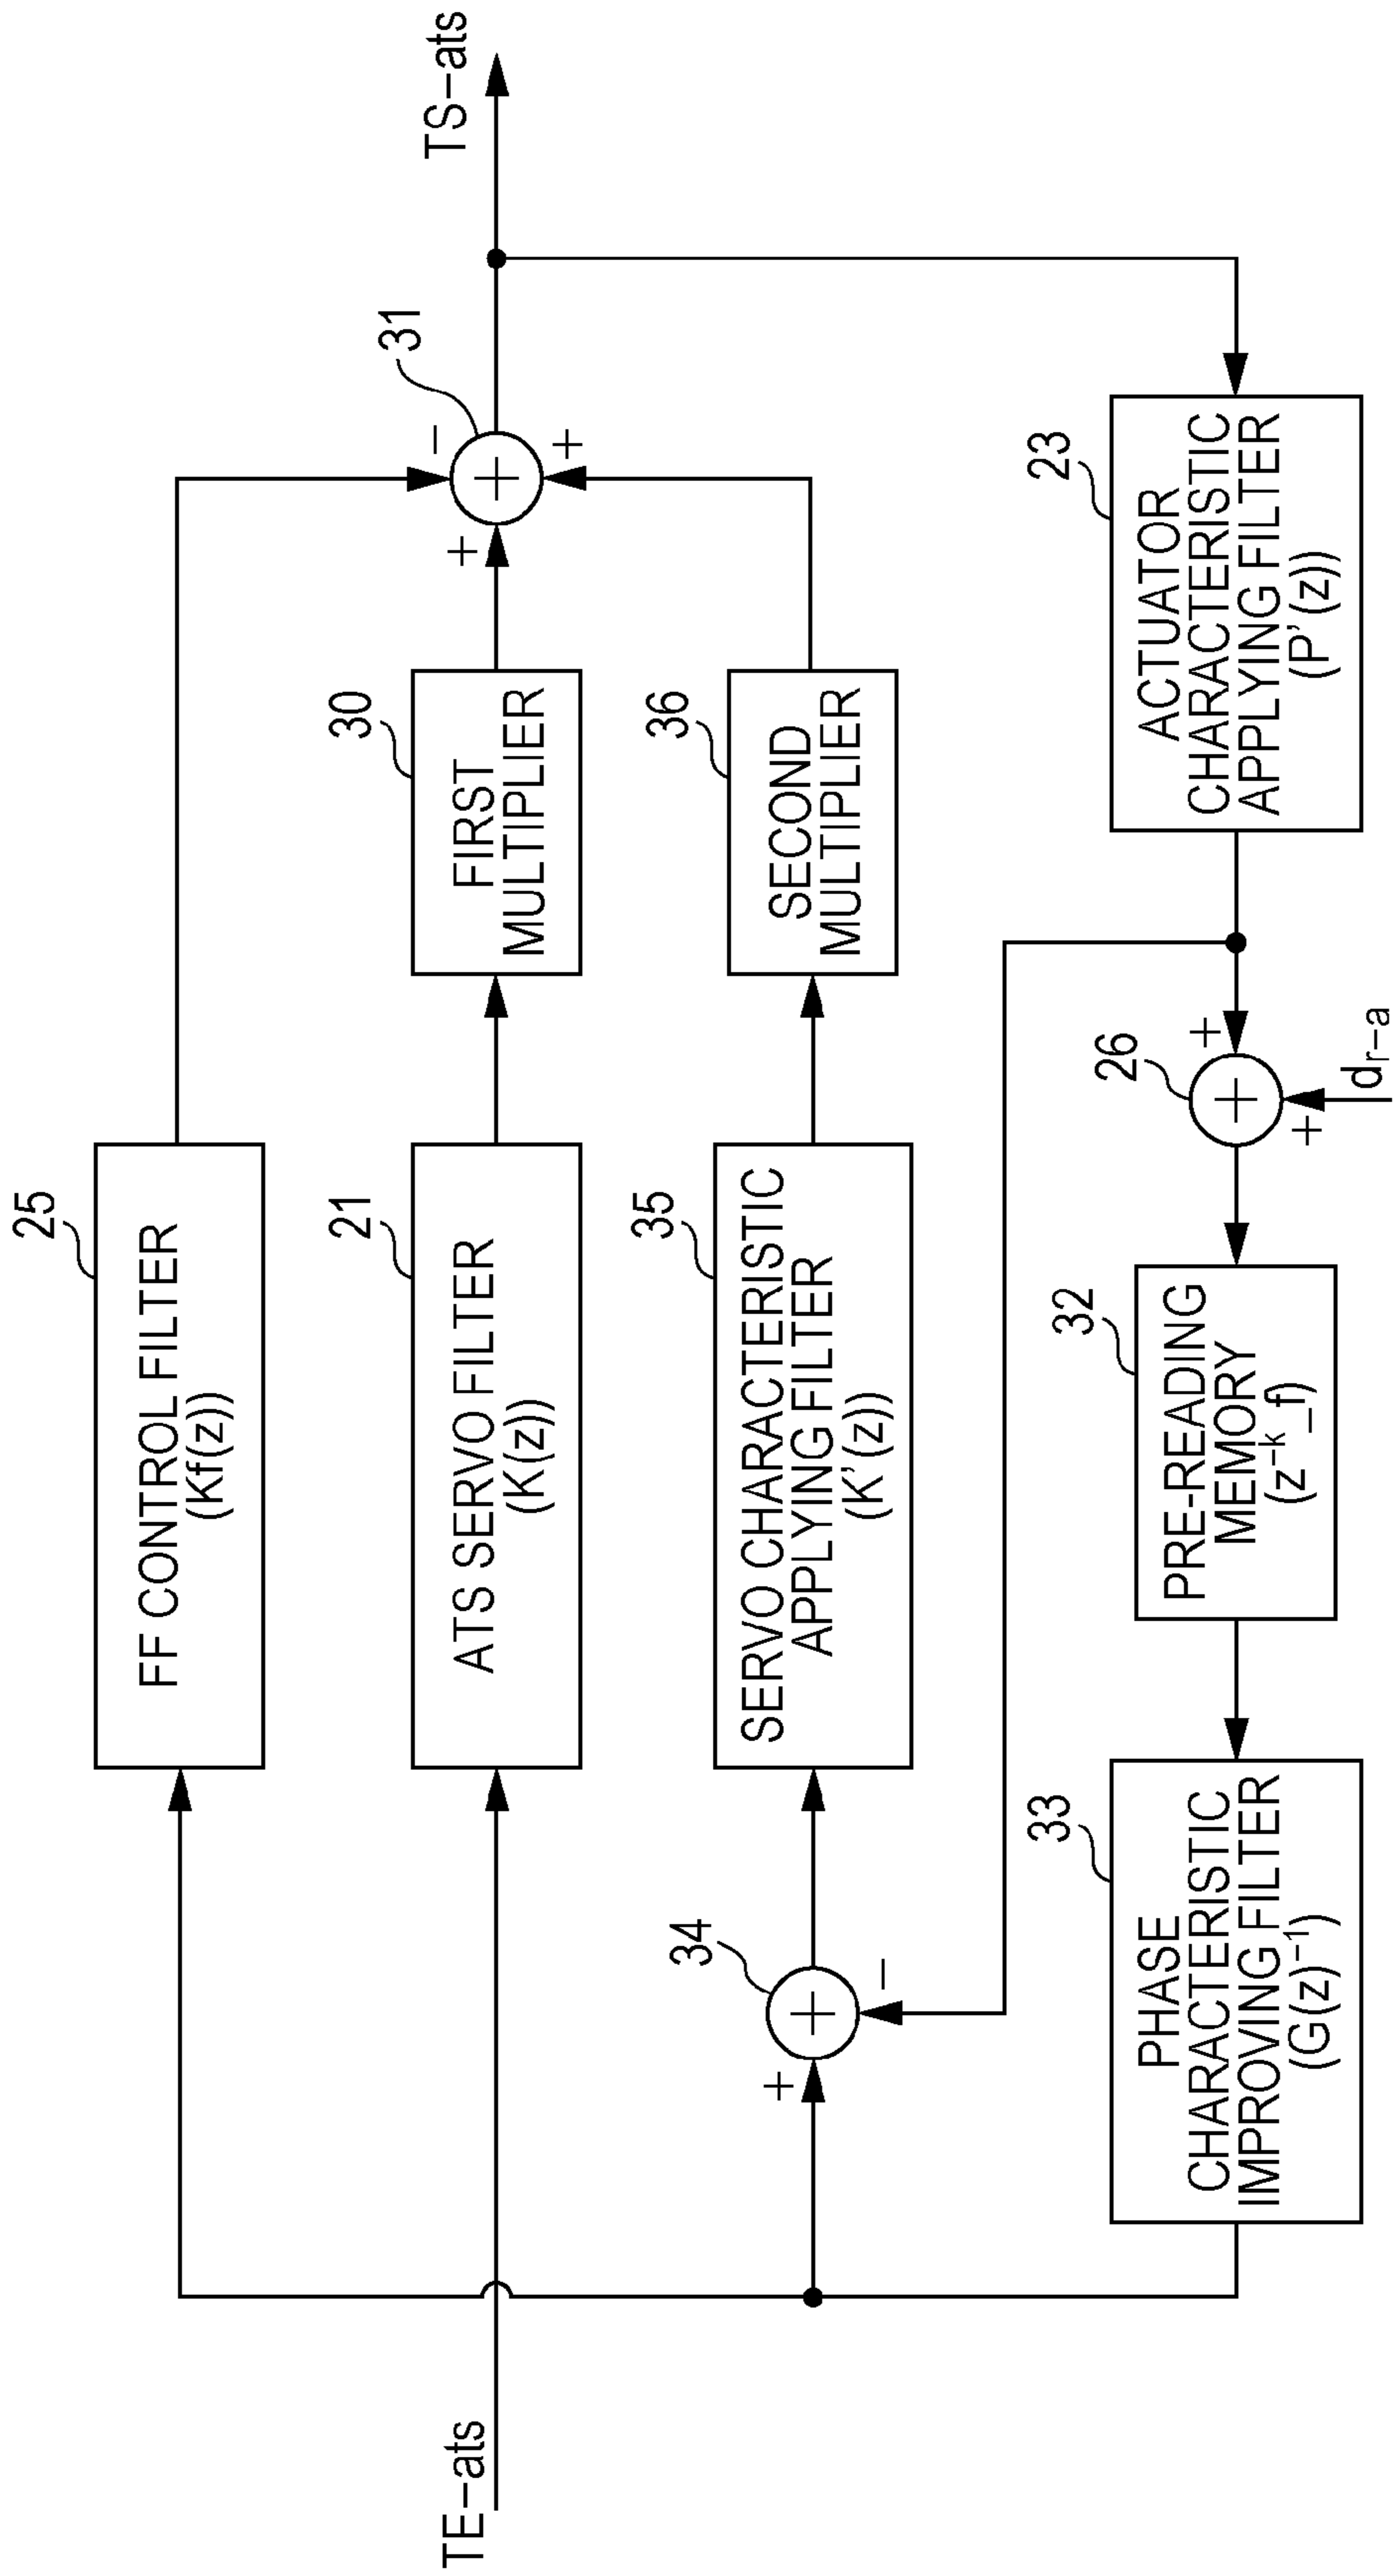 25
FF CONTROL FILTER
(Kf(z))
TE-ats
21
ATS SERVO FILTER
(K(z))
30
FIRST
MULTIPLIER
31
-
+
+
+
TS-ats
34
+
+
-
35
SERVO CHARACTERISTIC
APPLYING FILTER
(K'(z))
36
SECOND
MULTIPLIER
33
PHASE
CHARACTERISTIC
IMPROVING FILTER
(G(z)⁻¹)
32
PRE-READING
MEMORY
(z⁻ᵏ_f)
26
+
+
+
dr-a
23
ACTUATOR
CHARACTERISTIC
APPLYING FILTER
(P'(z))